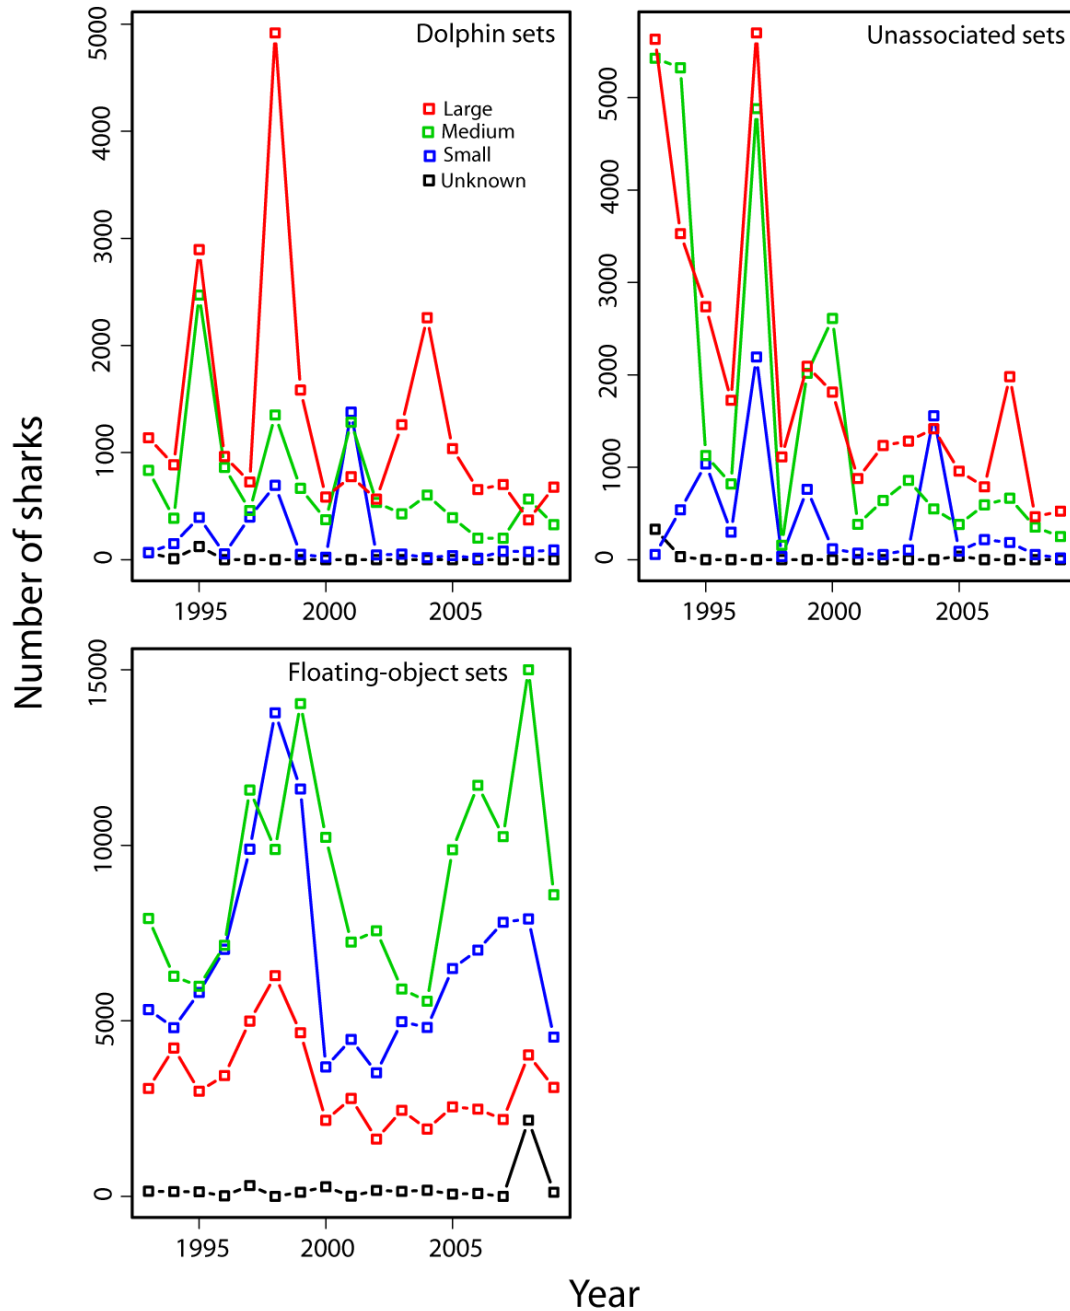 Number of sharks
Dolphin sets
Large
Medium
Small
Unknown
5000
4000
3000
2000
1000
0
1995 2000 2005
Unassociated sets
5000
4000
3000
2000
1000
0
1995 2000 2005
Floating-object sets
15000
10000
5000
0
1995 2000 2005
Year